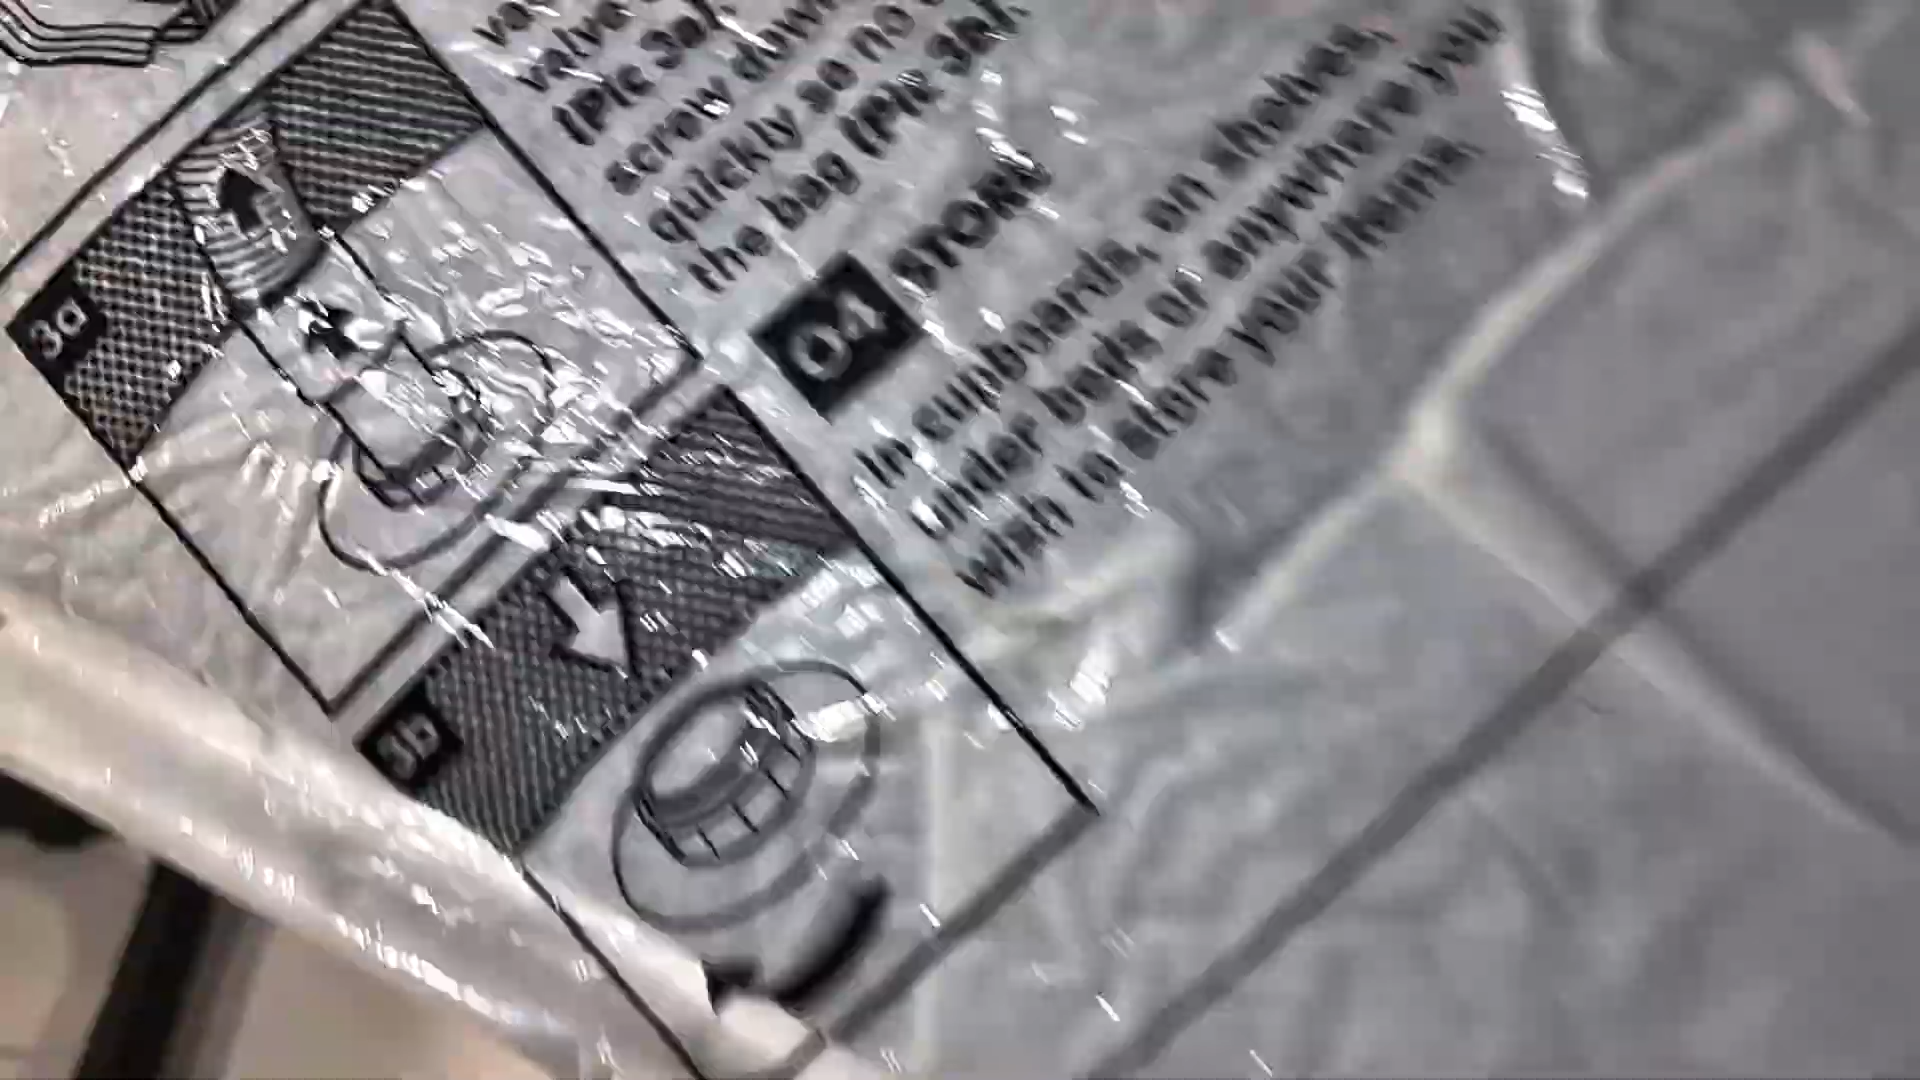 valve
(Pic 3a).
screw down
quickly so no
the bag (Pic 3b).
04 STORE
In cupboards, on shelves,
under beds or anywhere you
wish to store your items.
3a
3b